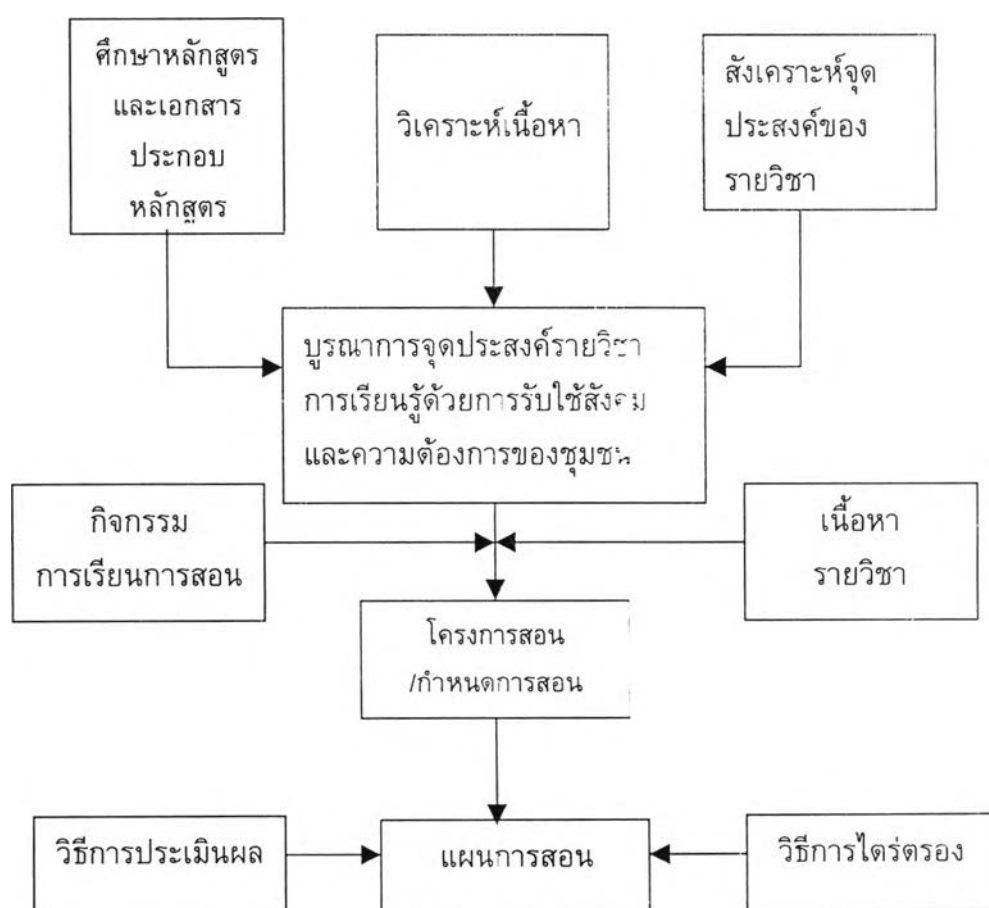 ศึกษาหลักสูตร
และเอกสาร
ประกอบ
หลักสูตร
วิเคราะห์เนื้อหา
สังเคราะห์จุด
ประสงค์ของ
รายวิชา
บูรณาการจุดประสงค์รายวิชา
การเรียนรู้ด้วยการรับใช้สังคม
และความต้องการของชุมชน
กิจกรรม
การเรียนการสอน
เนื้อหา
รายวิชา
โครงการสอน
/กำหนดการสอน
วิธีการประเมินผล
แผนการสอน
วิธีการไตร่ตรอง